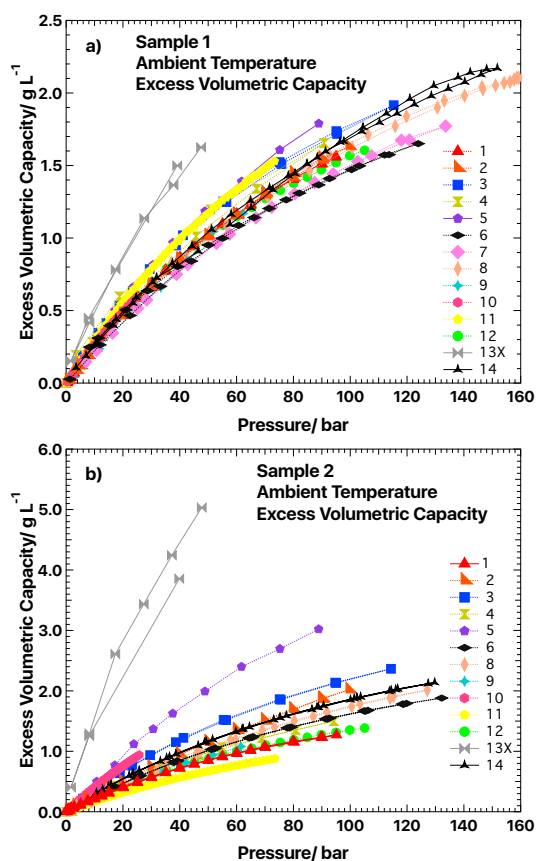 a)
Sample 1
Ambient Temperature
Excess Volumetric Capacity
Excess Volumetric Capacity/ g L⁻¹
2.5
2.0
1.5
1.0
0.5
0.0
1
2
3
4
5
6
7
8
9
10
11
12
13X
14
0 20 40 60 80 100 120 140 160
Pressure/ bar
b)
Sample 2
Ambient Temperature
Excess Volumetric Capacity
Excess Volumetric Capacity/ g L⁻¹
6.0
5.0
4.0
3.0
2.0
1.0
0.0
1
2
3
4
5
6
8
9
10
11
12
13X
14
0 20 40 60 80 100 120 140 160
Pressure/ bar